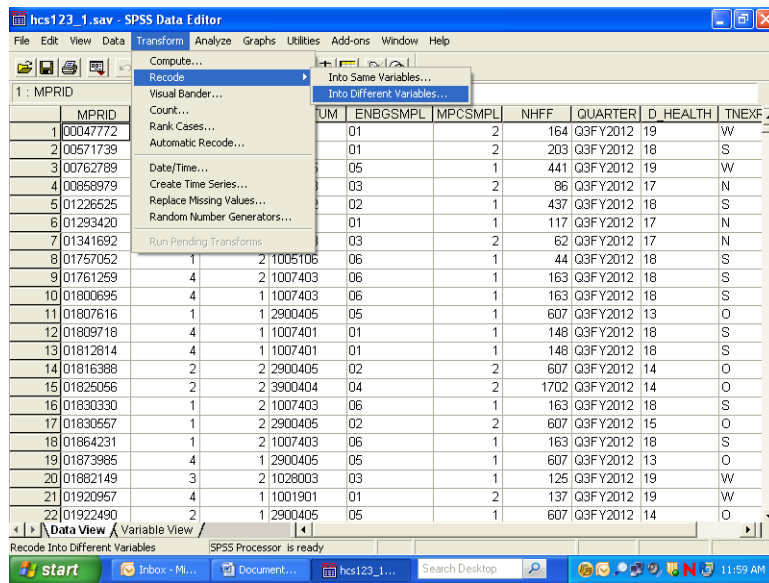 hcs123_1.sav - SPSS Data Editor
File Edit View Data Transform Analyze Graphs Utilities Add-ons Window Help
Compute...
Recode
Visual Bander...
Count...
Rank Cases...
Automatic Recode...
Date/Time...
Create Time Series...
Replace Missing Values...
Random Number Generators...
Run Pending Transforms
Into Same Variables...
Into Different Variables...
1 : MPRID
MPRID TUM ENBGSMPL MPCSMPL NHFF QUARTER D_HEALTH TNEXR
1 00047772 01 2 164 Q3FY2012 19 W
2 00571739 01 2 203 Q3FY2012 18 S
3 00762789 05 1 441 Q3FY2012 19 W
4 00858979 03 2 86 Q3FY2012 17 N
5 01226525 02 1 437 Q3FY2012 18 S
6 01293420 01 1 117 Q3FY2012 17 N
7 01341692 03 2 62 Q3FY2012 17 N
8 01757052 1 2 1005106 06 1 44 Q3FY2012 18 S
9 01761259 4 2 1007403 06 1 163 Q3FY2012 18 S
10 01800695 4 1 1007403 06 1 163 Q3FY2012 18 S
11 01807616 1 1 2900405 05 1 607 Q3FY2012 13 O
12 01809718 4 1 1007401 01 1 148 Q3FY2012 18 S
13 01812814 4 1 1007401 01 1 148 Q3FY2012 18 S
14 01816388 2 2 2900405 02 2 607 Q3FY2012 14 O
15 01825056 2 2 3900404 04 2 1702 Q3FY2012 14 O
16 01830330 1 2 1007403 06 1 163 Q3FY2012 18 S
17 01830557 1 2 2900405 02 2 607 Q3FY2012 15 O
18 01864231 1 2 1007403 06 1 163 Q3FY2012 18 S
19 01873985 4 1 2900405 05 1 607 Q3FY2012 13 O
20 01882149 3 2 1028003 03 1 125 Q3FY2012 19 W
21 01920957 4 1 1001901 01 2 137 Q3FY2012 19 W
22 01922490 2 1 2900405 05 1 607 Q3FY2012 14 O
Data View Variable View
Recode Into Different Variables SPSS Processor is ready
start Inbox - Mi... Document... hcs123_1... Search Desktop 11:59 AM